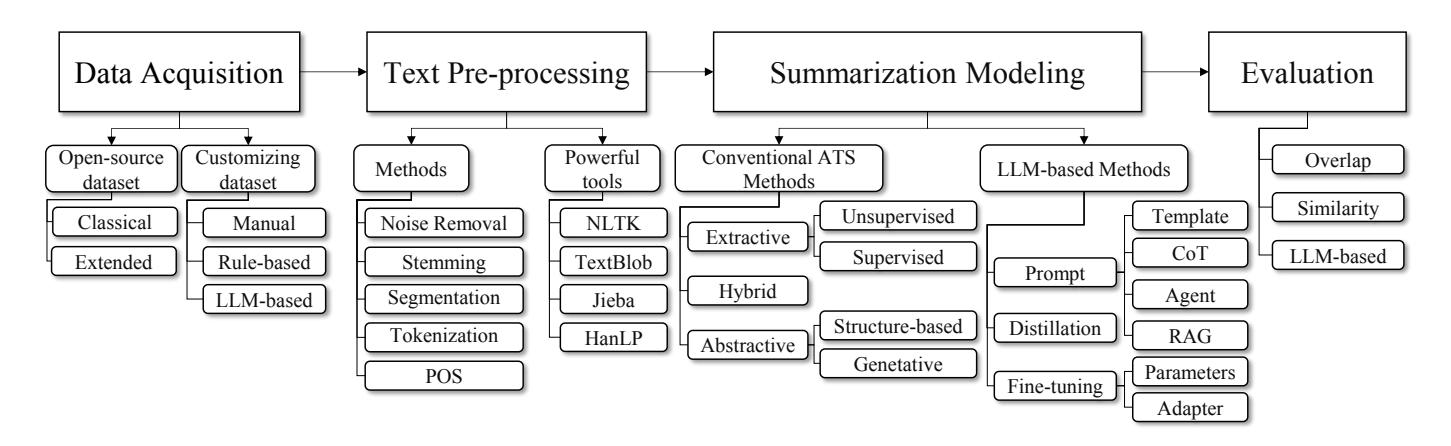 Data Acquisition
Text Pre-processing
Summarization Modeling
Evaluation
Open-source
dataset
Classical
Extended
Customizing
dataset
Manual
Rule-based
LLM-based
Methods
Noise Removal
Stemming
Segmentation
Tokenization
POS
Powerful
tools
NLTK
TextBlob
Jieba
HanLP
Conventional ATS
Methods
Extractive
Unsupervised
Supervised
Hybrid
Abstractive
Structure-based
Genetative
LLM-based Methods
Prompt
Template
CoT
Agent
RAG
Distillation
Fine-tuning
Parameters
Adapter
Overlap
Similarity
LLM-based